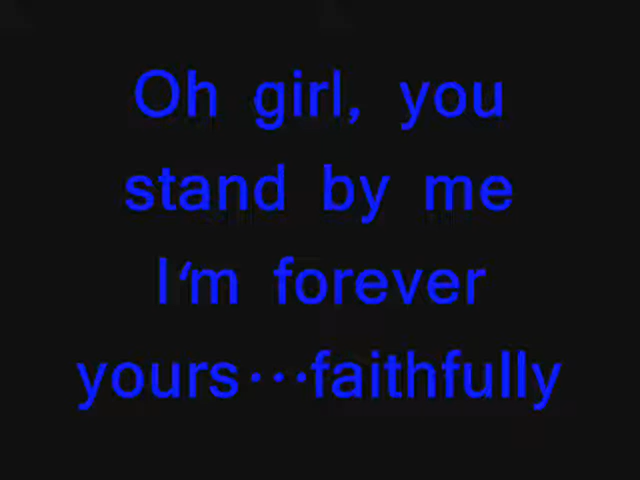 Oh girl, you
stand by me
I‘m forever
yours···faithfully